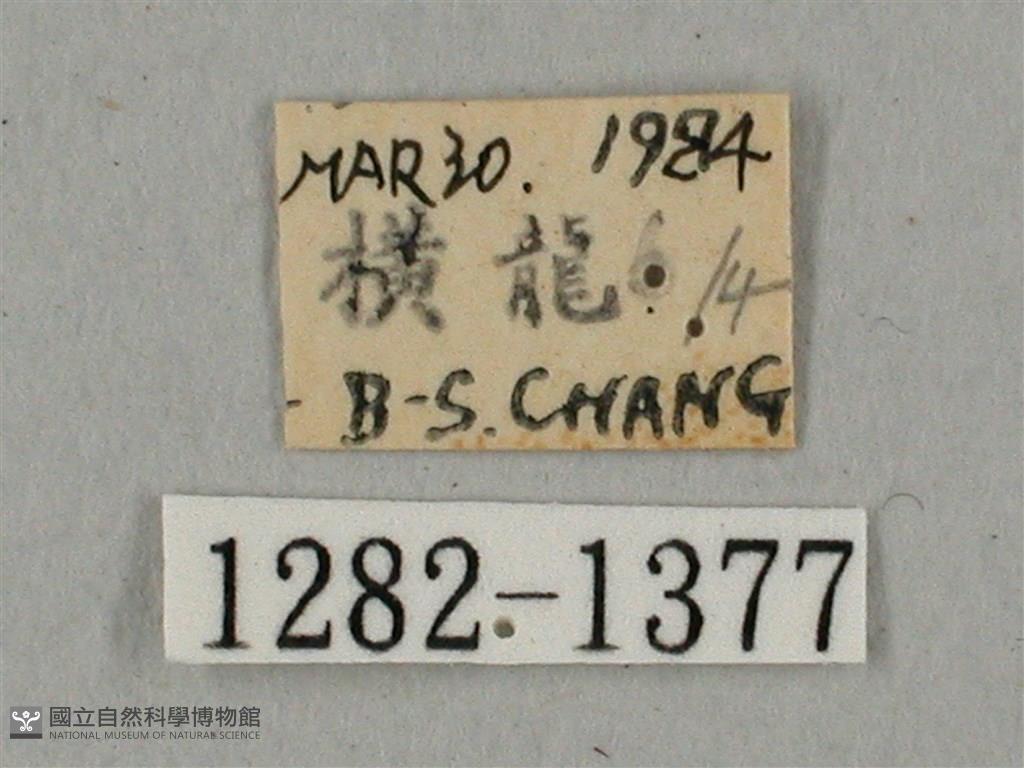 MAR 30. 1984
橫 龍 6. 14
B-S. CHANG
1282-1377
國立自然科學博物館
NATIONAL MUSEUM OF NATURAL SCIENCE